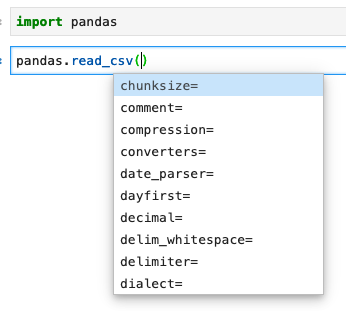 import pandas
pandas.read_csv()
chunksize=
comment=
compression=
converters=
date_parser=
dayfirst=
decimal=
delim_whitespace=
delimiter=
dialect=